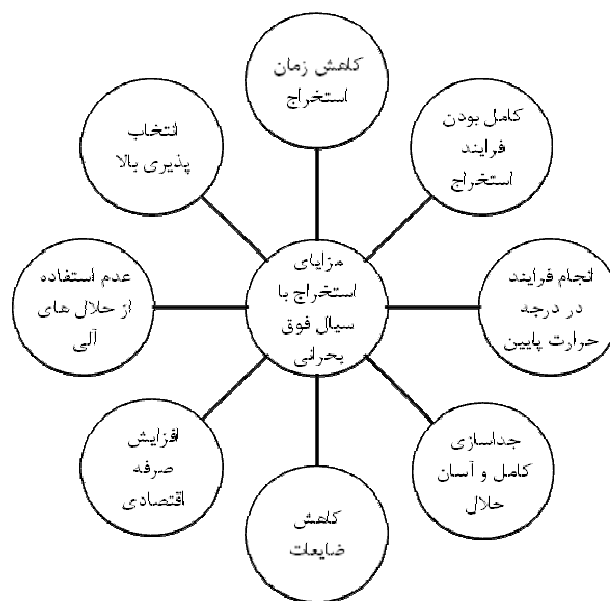 کاهش زمان
استخراج
کامل بودن
فرایند
استخراج
انجام فرایند
در درجه
حرارت پایین
جداسازی
کامل و آسان
حلال
کاهش
ضایعات
افزایش
صرفه
اقتصادی
عدم استفاده
از حلال های
آلی
انتخاب
پذیری بالا
مزایای
استخراج با
سیال فوق
بحرانی